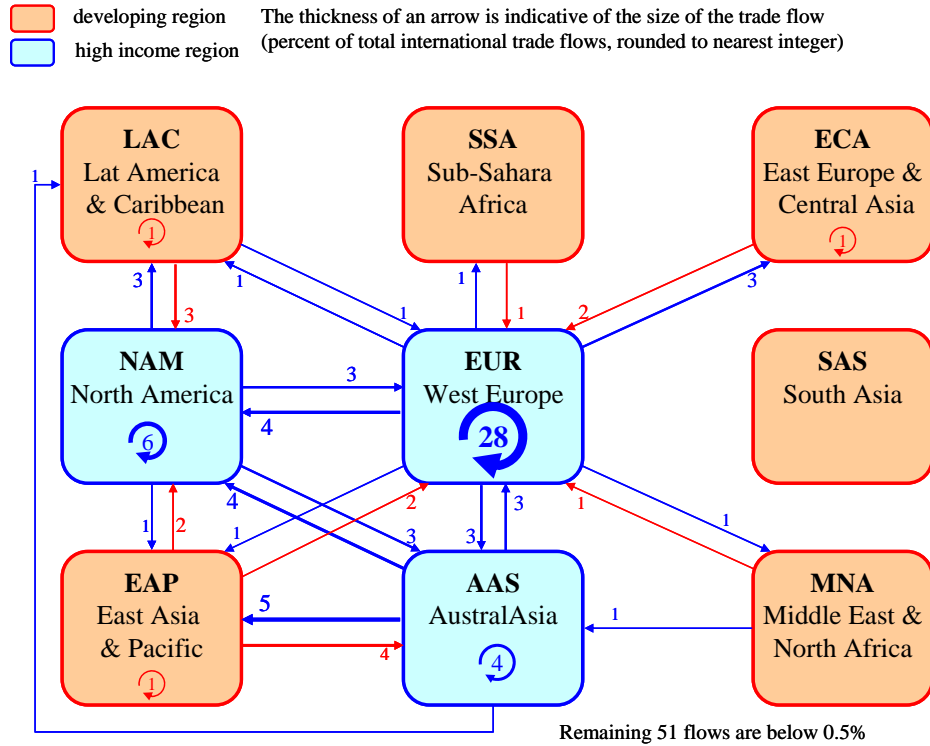 developing region
high income region
The thickness of an arrow is indicative of the size of the trade flow
(percent of total international trade flows, rounded to nearest integer)
LAC
Lat America
& Caribbean
1
SSA
Sub-Sahara
Africa
ECA
East Europe &
Central Asia
1
1
3
3
1
1
1
1
2
3
NAM
North America
6
3
4
EUR
West Europe
28
SAS
South Asia
1
2
4
3
1
2
3
3
1
1
EAP
East Asia
& Pacific
1
5
4
AAS
AustralAsia
4
1
MNA
Middle East &
North Africa
Remaining 51 flows are below 0.5%